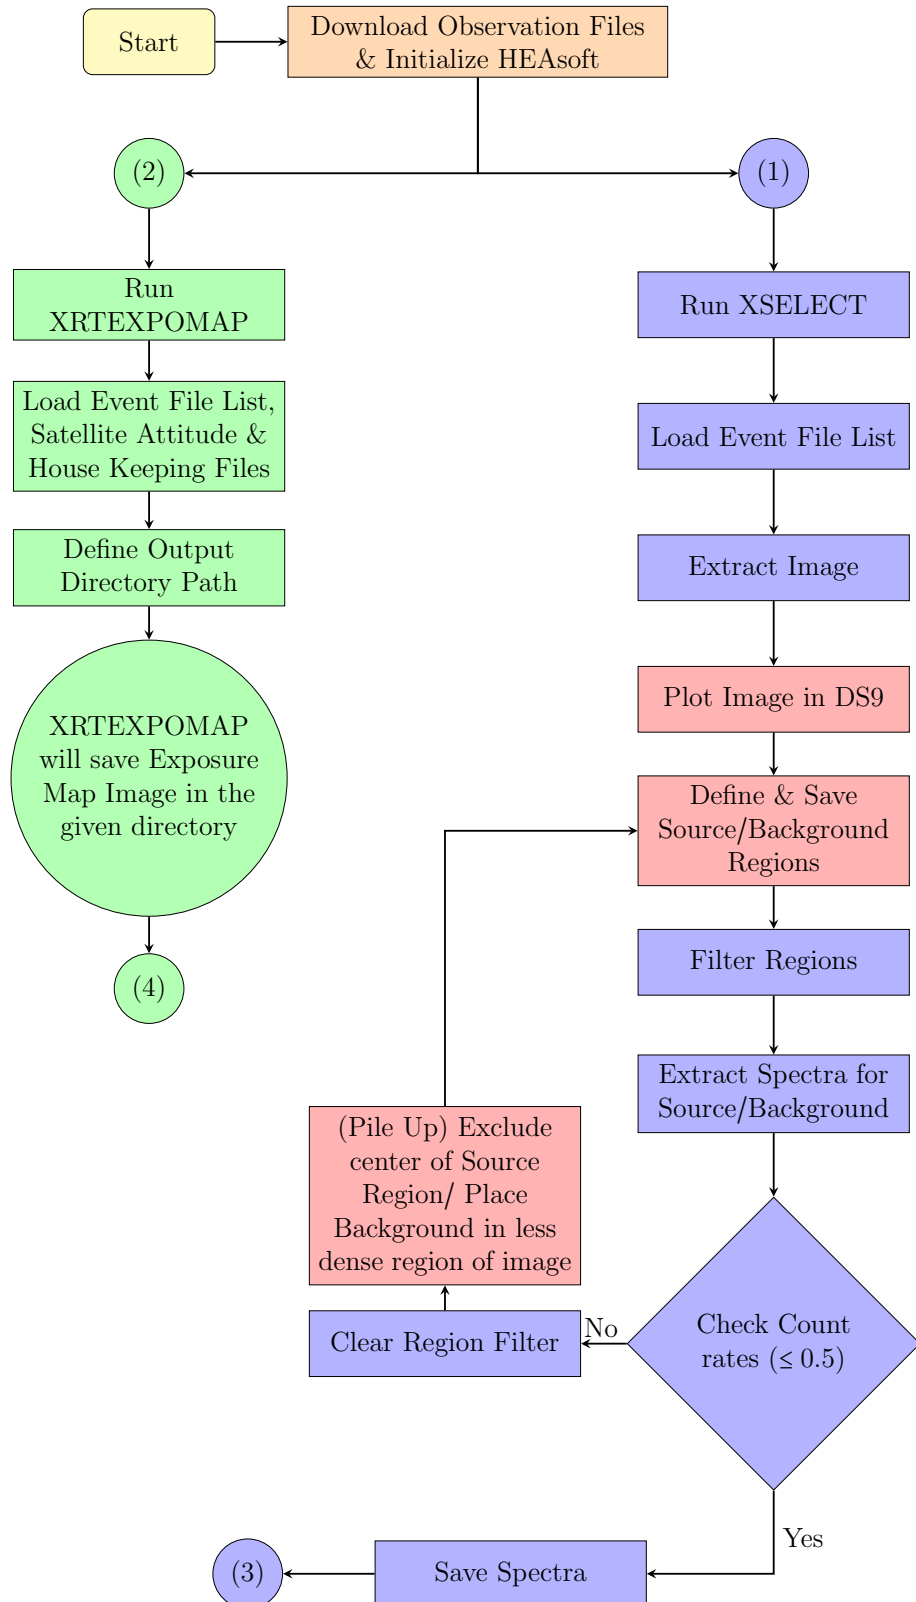 Start
Download Observation Files
& Initialize HEAsoft
(2)
(1)
Run
XRTEXPOMAP
Run XSELECT
Load Event File List,
Satellite Attitude &
House Keeping Files
Load Event File List
Define Output
Directory Path
Extract Image
XRTEXPOMAP
will save Exposure
Map Image in the
given directory
Plot Image in DS9
Define & Save
Source/Background
Regions
(4)
Filter Regions
Extract Spectra for
Source/Background
(Pile Up) Exclude
center of Source
Region/ Place
Background in less
dense region of image
Clear Region Filter
No
Check Count
rates (≤ 0.5)
Yes
(3)
Save Spectra